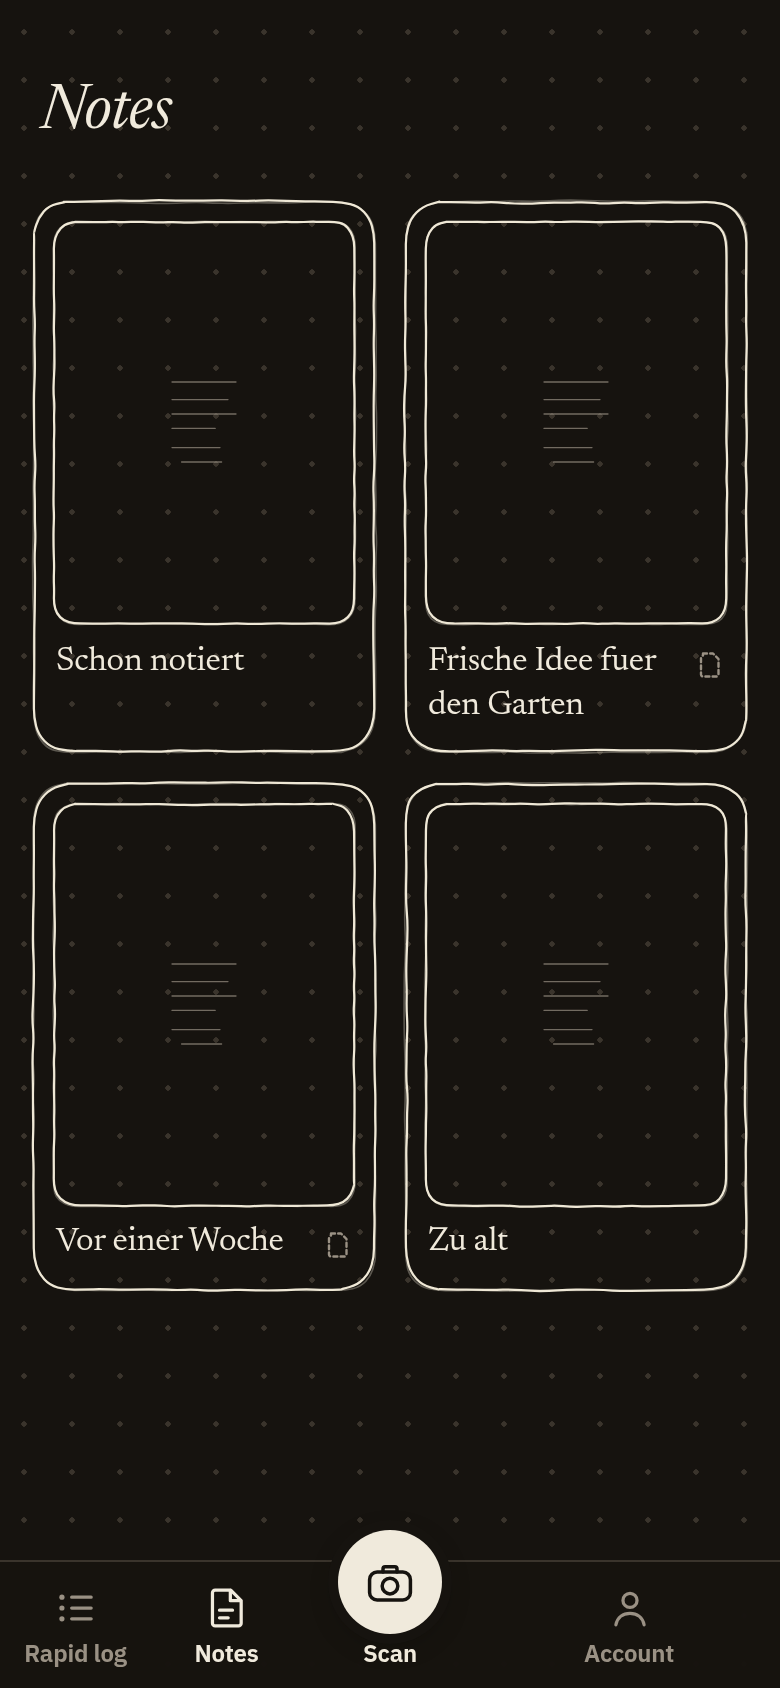 Notes
Schon notiert
Frische Idee fuer
den Garten
Vor einer Woche
Zu alt
Rapid log
Notes
Scan
Account